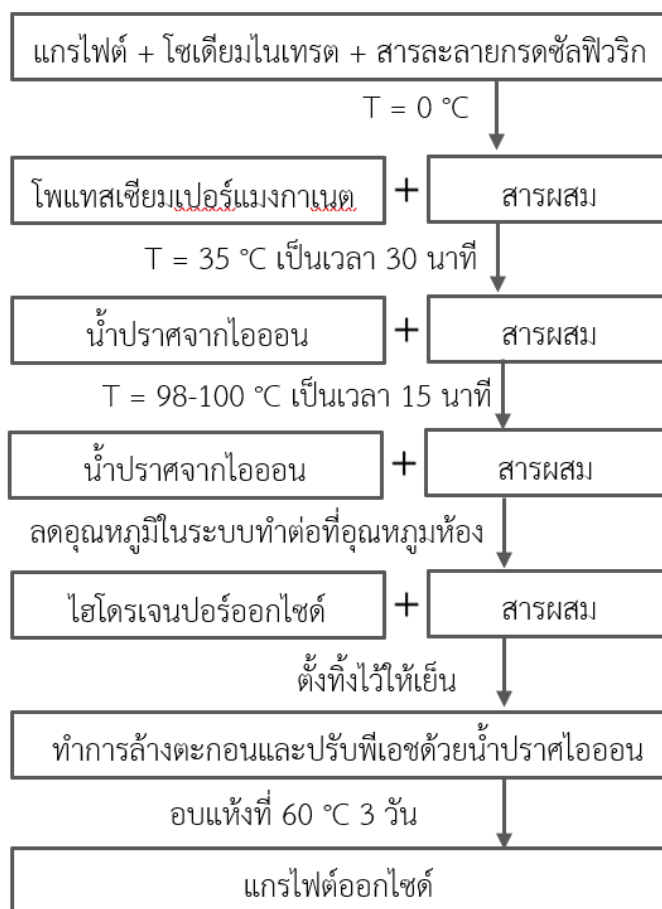 แกรไฟต์ + โซเดียมไนเทรต + สารละลายกรดซัลฟิวริก
T = 0 °C
โพแทสเซียมเปอร์แมงกาเนต + สารผสม
T = 35 °C เป็นเวลา 30 นาที
น้ำปราศจากไอออน + สารผสม
T = 98-100 °C เป็นเวลา 15 นาที
น้ำปราศจากไอออน + สารผสม
ลดอุณหภูมิในระบบทำต่อที่อุณหภูมห้อง
ไฮโดรเจนปอร์ออกไซด์ + สารผสม
ตั้งทิ้งไว้ให้เย็น
ทำการล้างตะกอนและปรับพีเอชด้วยน้ำปราศไอออน
อบแห้งที่ 60 °C 3 วัน
แกรไฟต์ออกไซด์